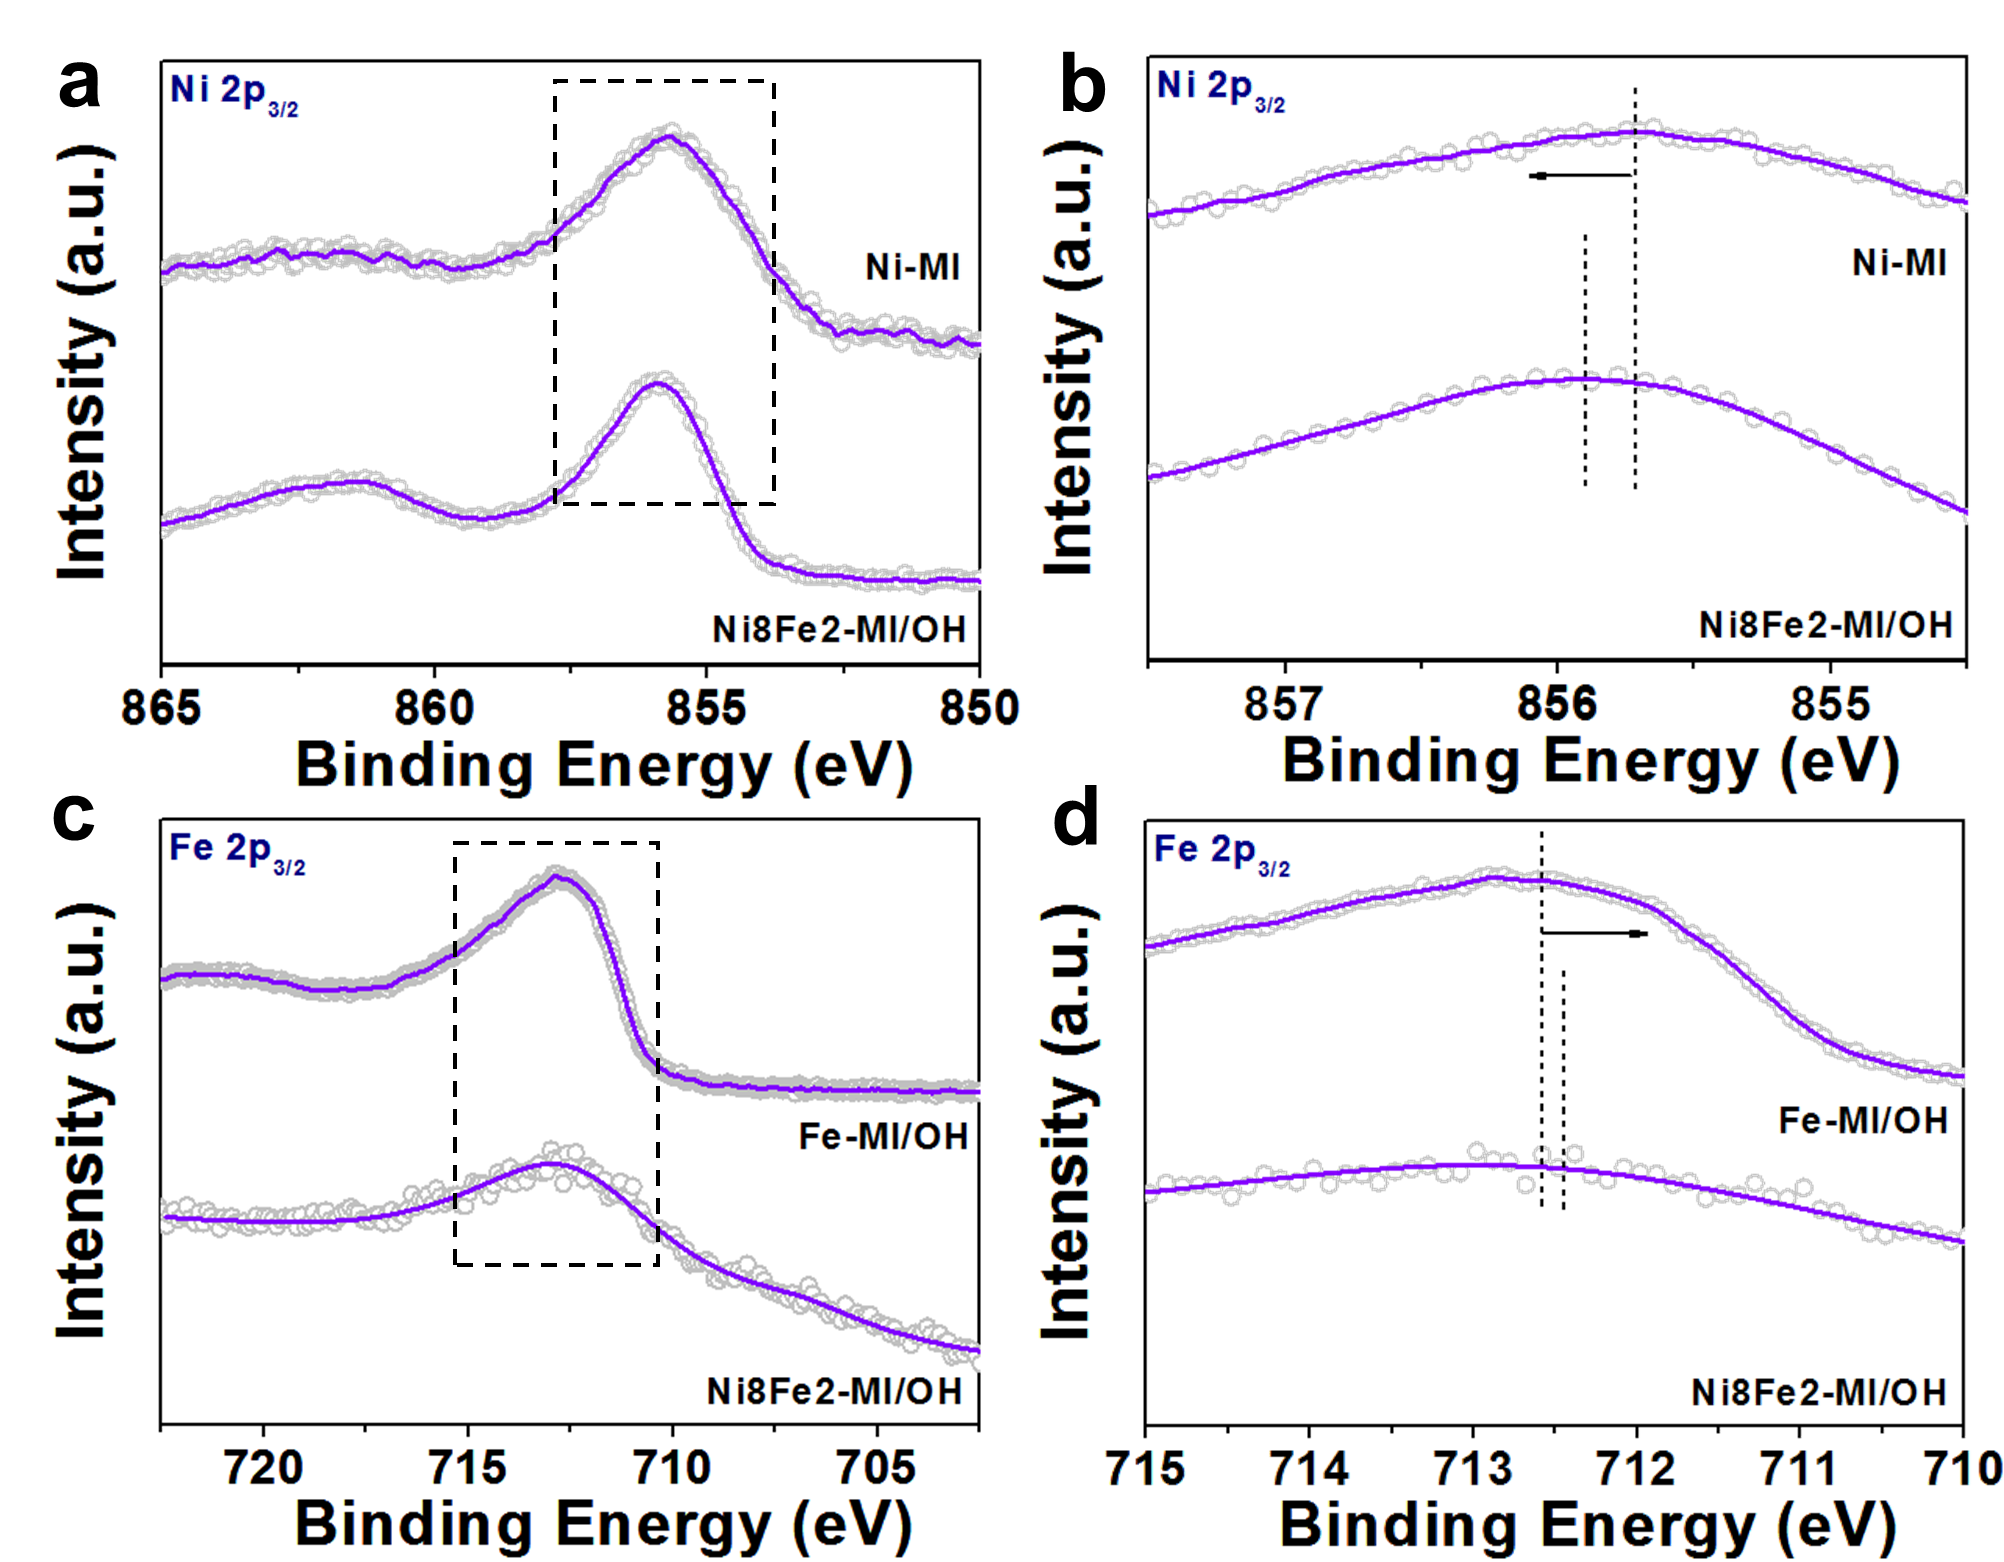 a
Ni 2p3/2
Ni-MI
Ni8Fe2-MI/OH
Intensity (a.u.)
865 860 855 850
Binding Energy (eV)
b
Ni 2p3/2
Ni-MI
Ni8Fe2-MI/OH
Intensity (a.u.)
857 856 855
Binding Energy (eV)
c
Fe 2p3/2
Fe-MI/OH
Ni8Fe2-MI/OH
Intensity (a.u.)
720 715 710 705
Binding Energy (eV)
d
Fe 2p3/2
Fe-MI/OH
Ni8Fe2-MI/OH
Intensity (a.u.)
715 714 713 712 711 710
Binding Energy (eV)